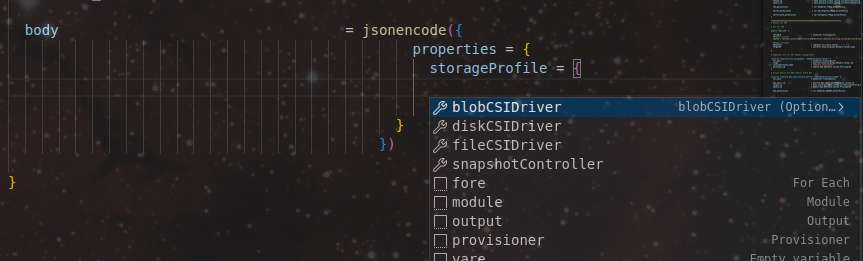 body = jsonencode({
properties = {
storageProfile = {
blobCSIDriver blobCSIDriver (Option…
diskCSIDriver
} fileCSIDriver
}) snapshotController
fore For Each
} module Module
output Output
provisioner Provisioner
vare Empty variable